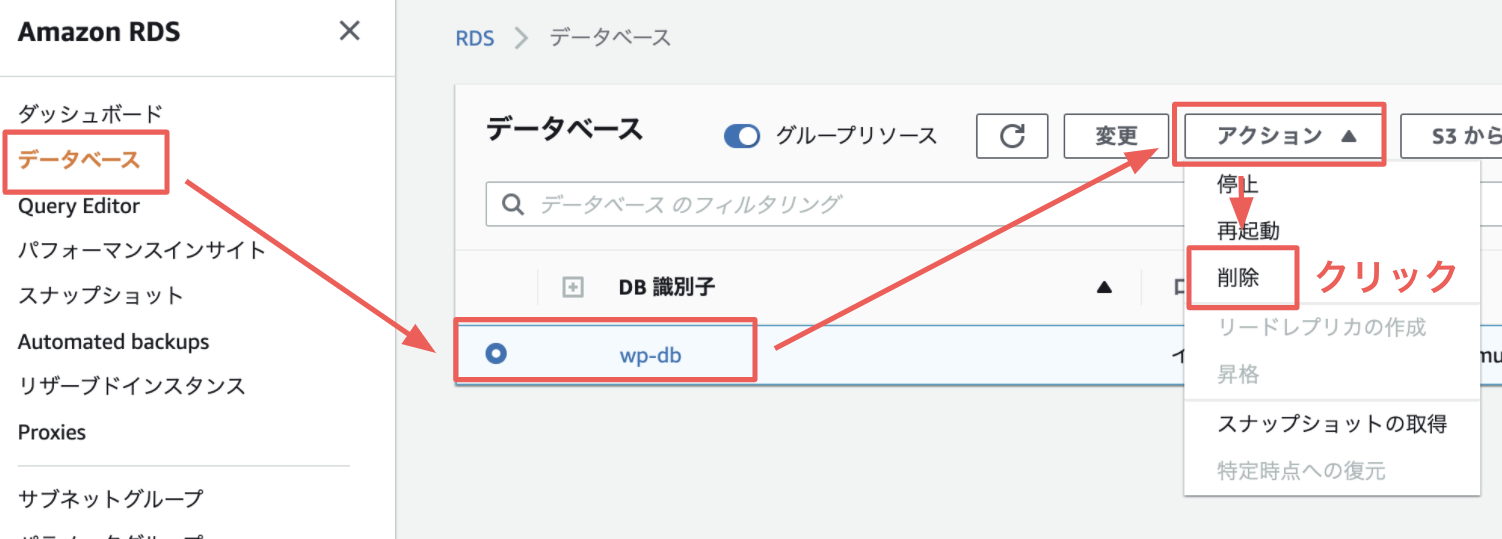 Amazon RDS
ダッシュボード
データベース
Query Editor
パフォーマンスインサイト
スナップショット
Automated backups
リザーブドインスタンス
Proxies
サブネットグループ
RDS
データベース
データベース
グループリソース
変更
アクション
S3 から
データベース のフィルタリング
DB 識別子
wp-db
停止
再起動
削除
クリック
リードレプリカの作成
昇格
スナップショットの取得
特定時点への復元